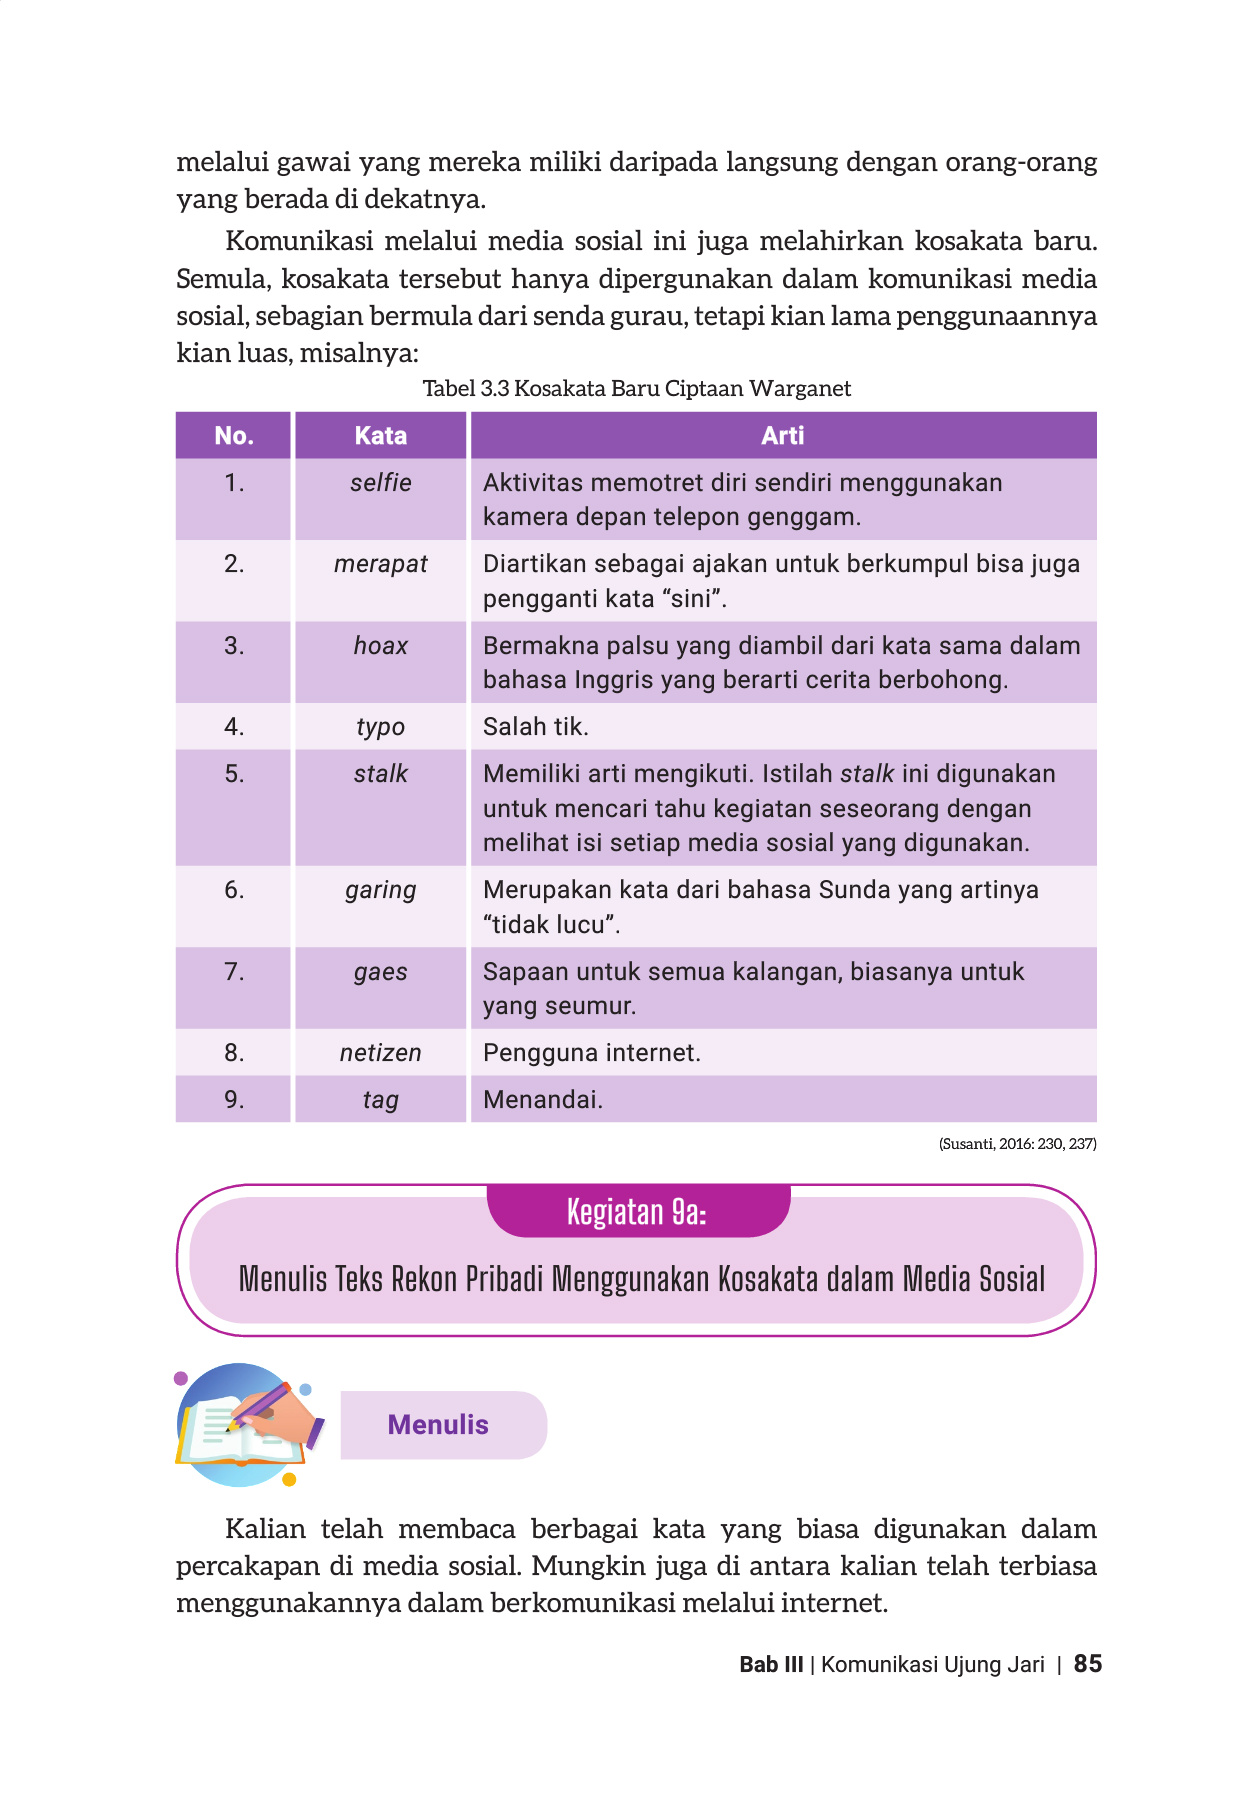 melalui gawai yang mereka miliki daripada langsung dengan orang-orang
yang berada di dekatnya.
Komunikasi melalui media sosial ini juga melahirkan kosakata baru.
Semula, kosakata tersebut hanya dipergunakan dalam komunikasi media
sosial, sebagian bermula dari senda gurau, tetapi kian lama penggunaannya
kian luas, misalnya:
Tabel 3.3 Kosakata Baru Ciptaan Warganet
No. Kata Arti
1. selfie Aktivitas memotret diri sendiri menggunakan
kamera depan telepon genggam.
2. merapat Diartikan sebagai ajakan untuk berkumpul bisa juga
pengganti kata “sini”.
3. hoax Bermakna palsu yang diambil dari kata sama dalam
bahasa Inggris yang berarti cerita berbohong.
4. typo Salah tik.
5. stalk Memiliki arti mengikuti. Istilah stalk ini digunakan
untuk mencari tahu kegiatan seseorang dengan
melihat isi setiap media sosial yang digunakan.
6. garing Merupakan kata dari bahasa Sunda yang artinya
“tidak lucu”.
7. gaes Sapaan untuk semua kalangan, biasanya untuk
yang seumur.
8. netizen Pengguna internet.
9. tag Menandai.
(Susanti, 2016: 230, 237)
Kegiatan 9a:
Menulis Teks Rekon Pribadi Menggunakan Kosakata dalam Media Sosial
Menulis
Kalian telah membaca berbagai kata yang biasa digunakan dalam
percakapan di media sosial. Mungkin juga di antara kalian telah terbiasa
menggunakannya dalam berkomunikasi melalui internet.
Bab III | Komunikasi Ujung Jari | 85